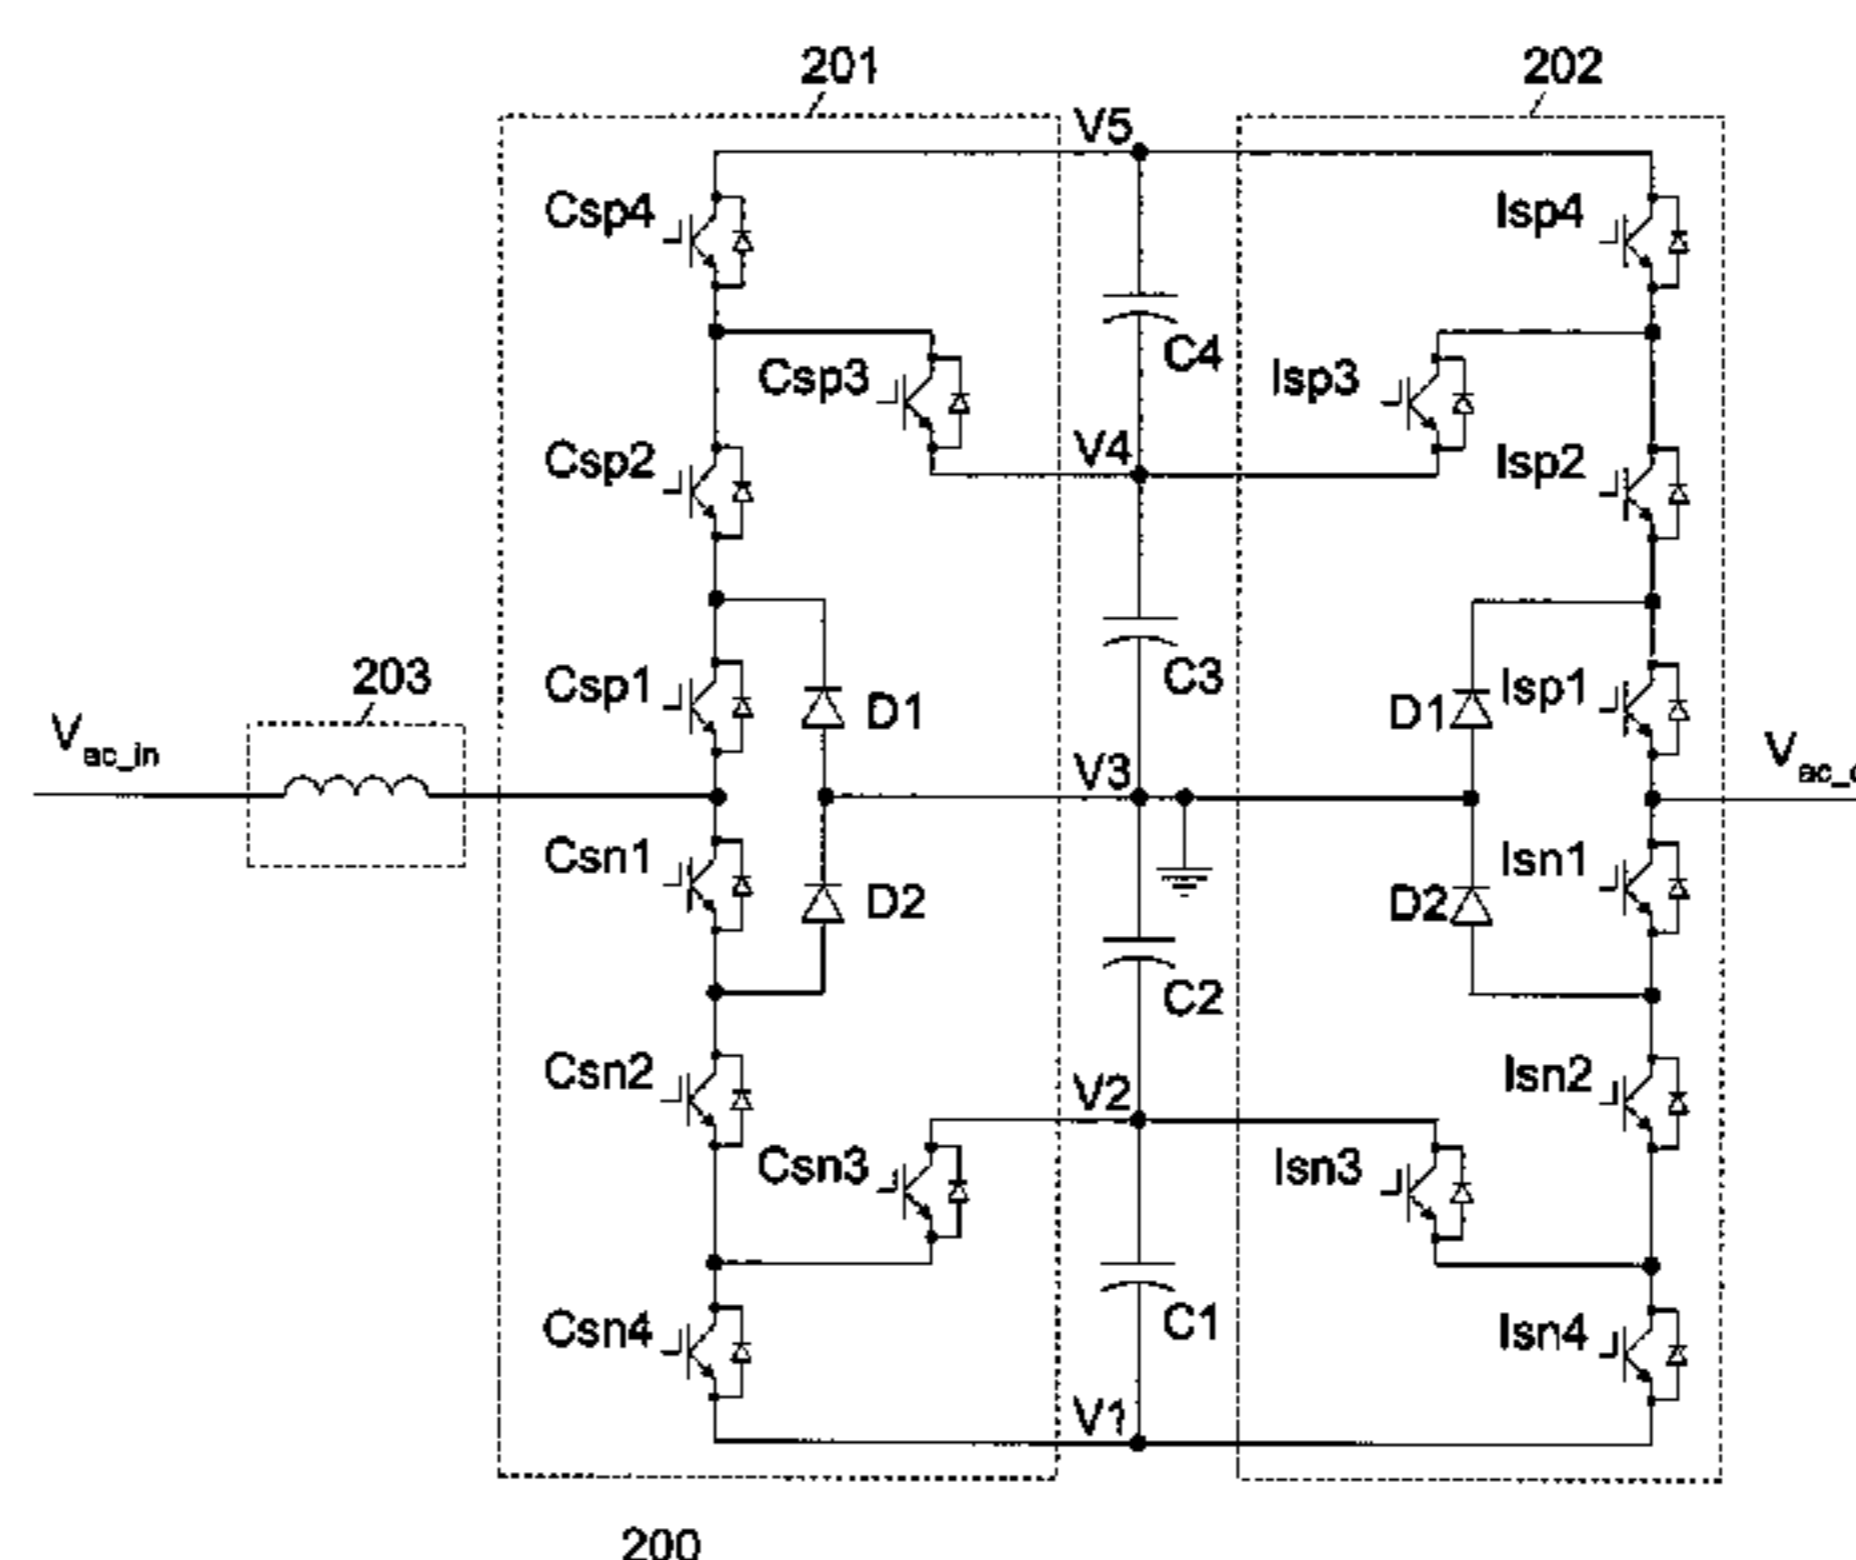 201
202
V5
Csp4
Isp4
C4
Csp3
Isp3
V4
Csp2
Isp2
C3
203
Csp1
D1
D1
Isp1
Vac_in
V3
Csn1
Isn1
D2
D2
C2
Csn2
Isn2
V2
Csn3
Isn3
C1
Csn4
Isn4
V1
200